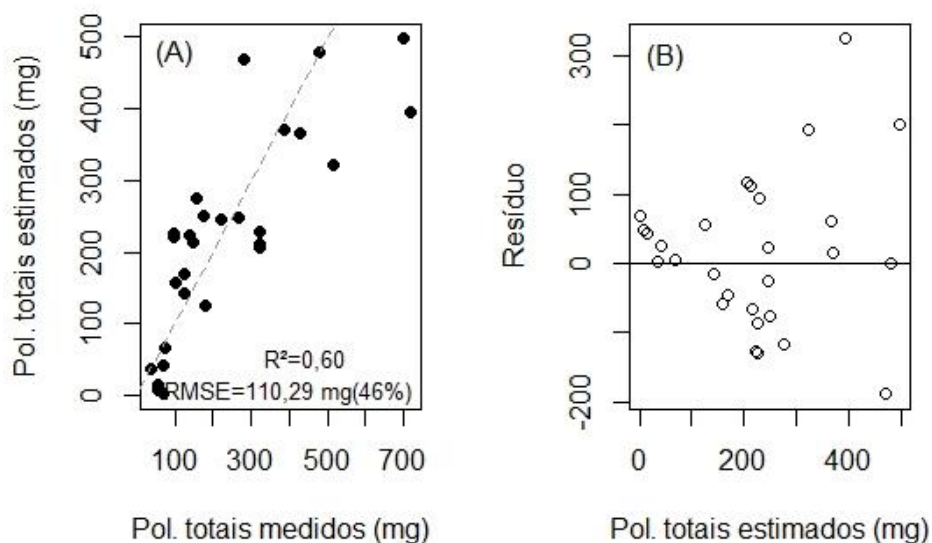 (A)
Pol. totais estimados (mg)
500
400
300
200
100
0
R²=0,60
RMSE=110,29 mg(46%)
100 300 500 700
Pol. totais medidos (mg)
(B)
Resíduo
300
100
0
-200
0 200 400
Pol. totais estimados (mg)